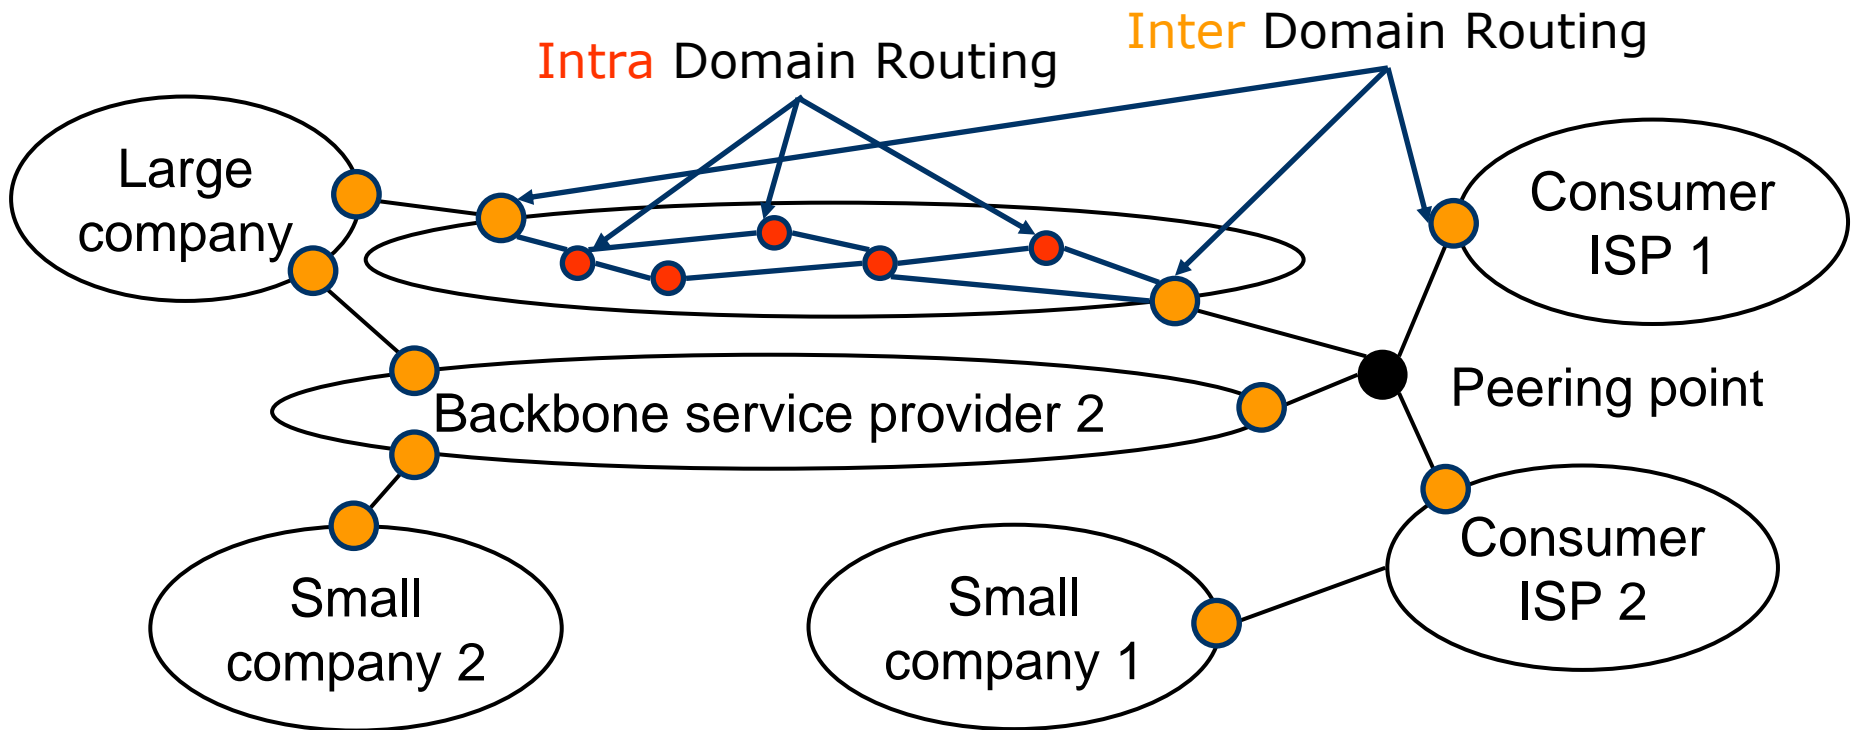 Inter Domain Routing
Intra Domain Routing
Large
company
Consumer
ISP 1
Peering point
Backbone service provider 2
Consumer
ISP 2
Small
company 2
Small
company 1